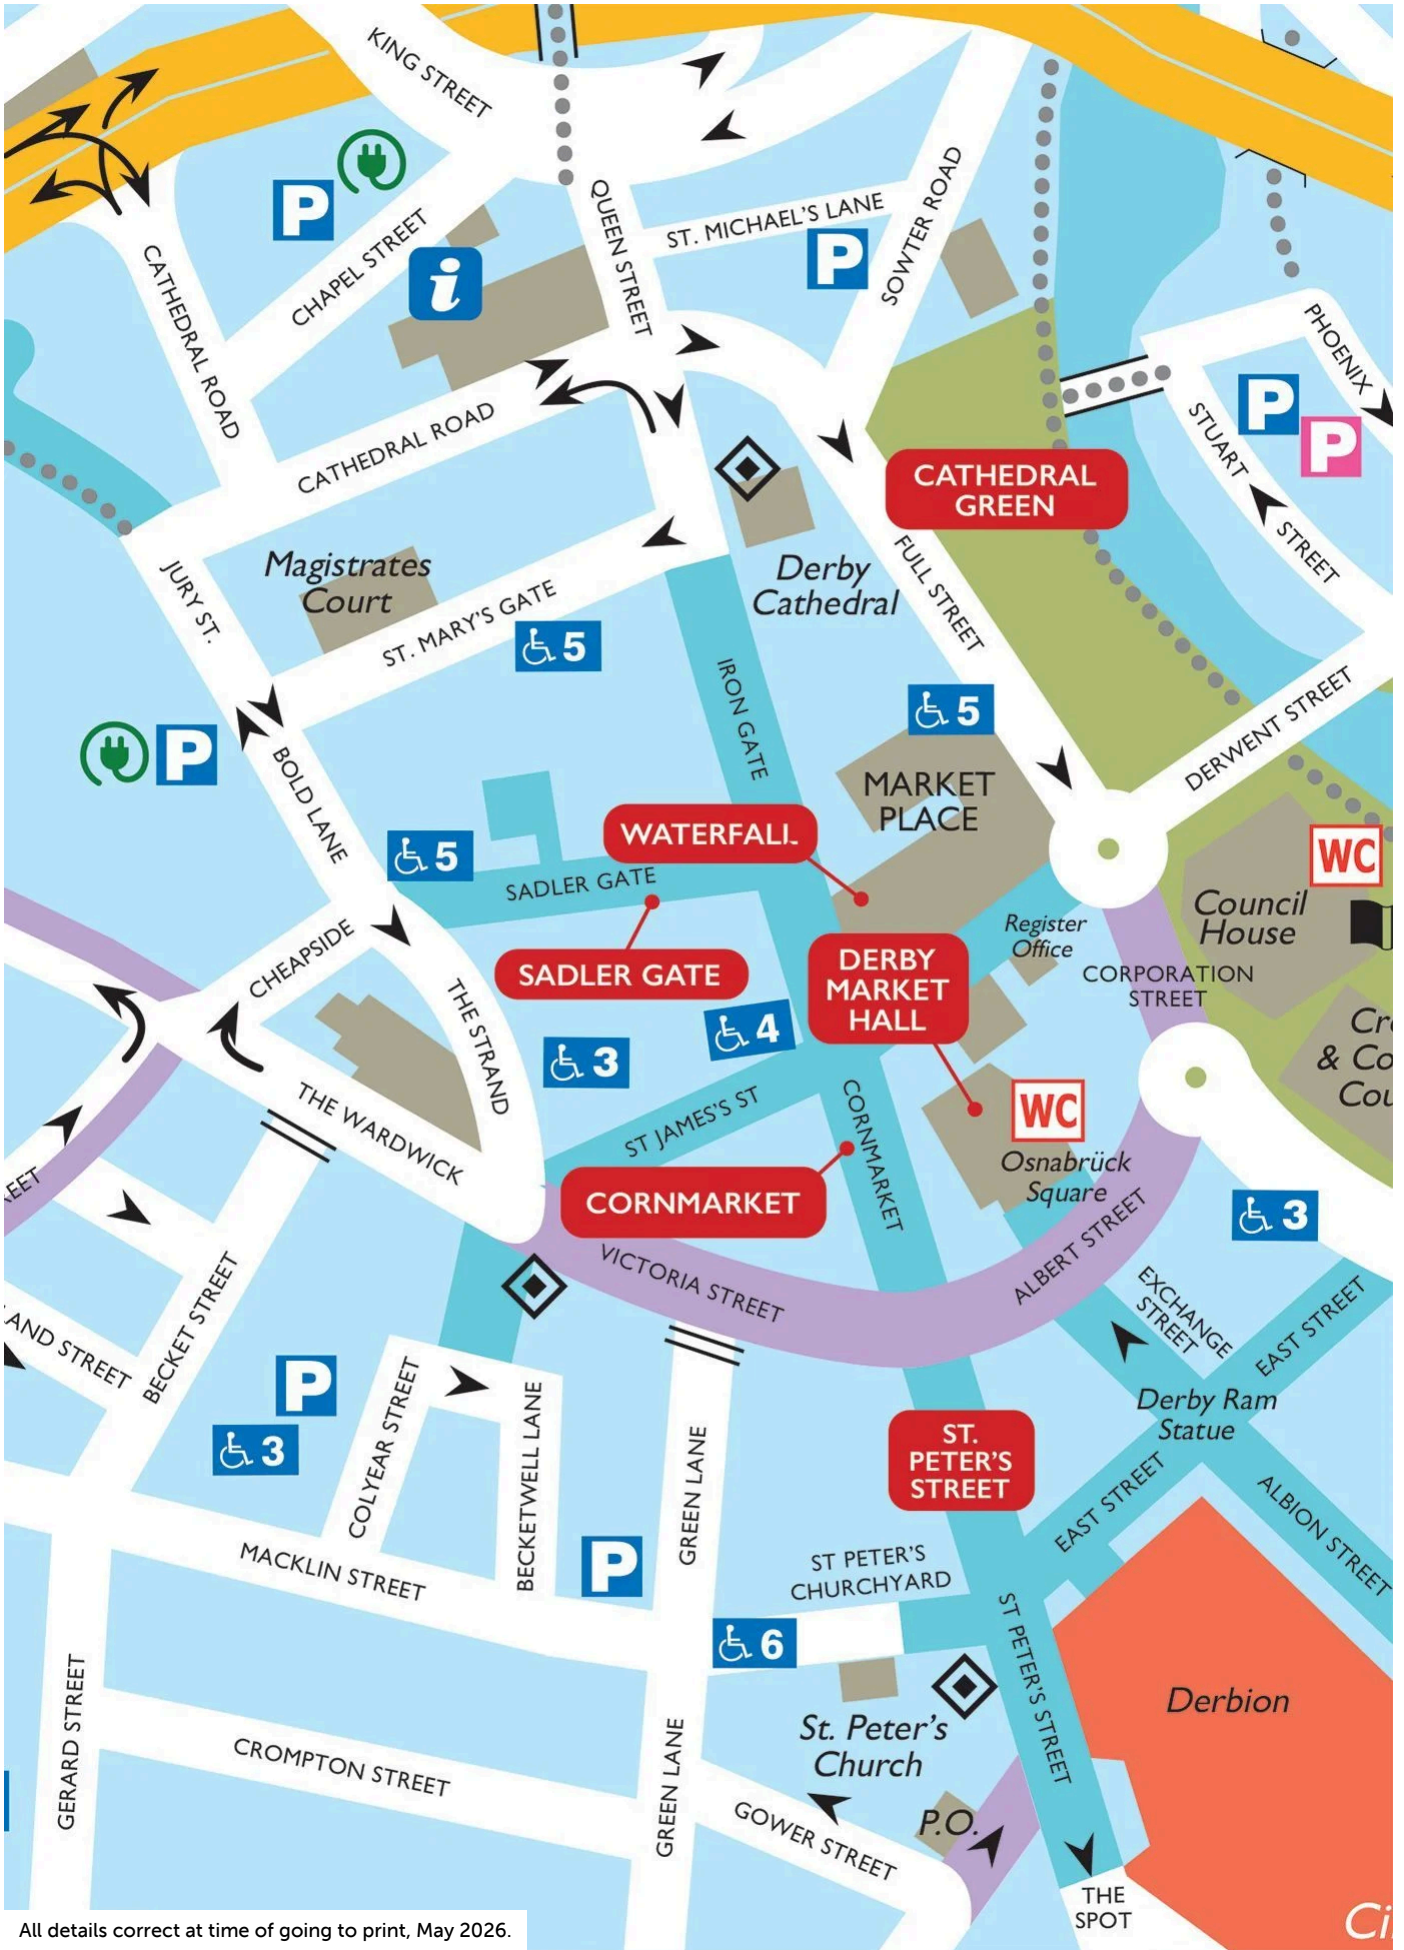 KING STREET
P
CHAPEL STREET
i
QUEEN STREET
ST. MICHAEL'S LANE
P
SOWTER ROAD
CATHEDRAL ROAD
CATHEDRAL ROAD
PHOENIX
P
P
STUART
STREET
CATHEDRAL
GREEN
Magistrates
Court
JURY ST.
ST. MARY'S GATE
5
Derby
Cathedral
FULL STREET
IRON GATE
5
DERWENT STREET
P
BOLD LANE
MARKET
PLACE
WATERFALL
5
SADLER GATE
WC
Council
House
Register
Office
CHEAPSIDE
SADLER GATE
DERBY
MARKET
HALL
CORPORATION
STREET
THE STRAND
4
3
Cr
& Co
Cou
THE WARDWICK
ST JAMES'S ST
CORNMARKET
WC
Osnabrück
Square
EET
CORNMARKET
3
VICTORIA STREET
ALBERT STREET
EXCHANGE
STREET
EAST STREET
AND STREET
BECKET STREET
P
3
COLYEAR STREET
BECKETWELL LANE
GREEN LANE
Derby Ram
Statue
ST.
PETER'S
STREET
EAST STREET
ALBION STREET
MACKLIN STREET
P
ST PETER'S
CHURCHYARD
6
ST PETER'S STREET
Derbion
St. Peter's
Church
GERARD STREET
CROMPTON STREET
GREEN LANE
GOWER STREET
P.O.
THE
SPOT
Ci
All details correct at time of going to print, May 2026.